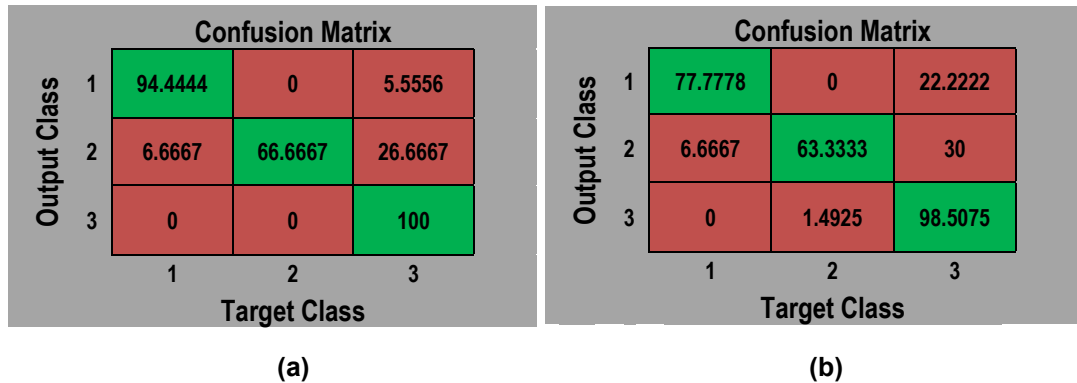 Confusion Matrix
Output Class
1 94.4444 0 5.5556
2 6.6667 66.6667 26.6667
3 0 0 100
1 2 3
Target Class
(a)
Confusion Matrix
Output Class
1 77.7778 0 22.2222
2 6.6667 63.3333 30
3 0 1.4925 98.5075
1 2 3
Target Class
(b)